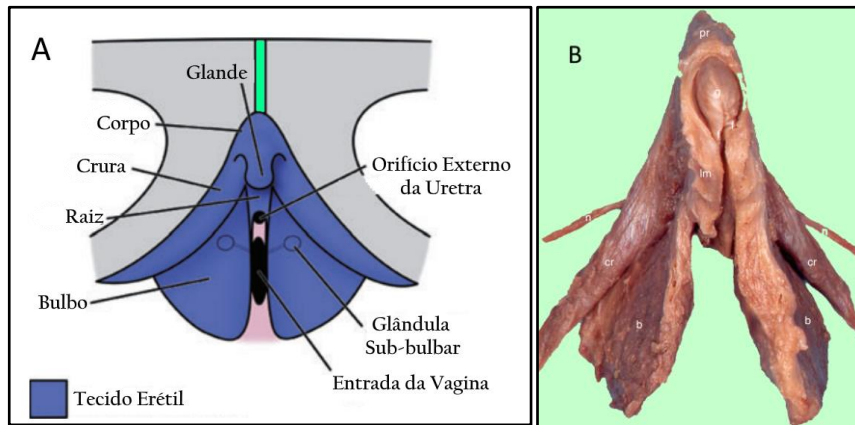 A
Glande
Corpo
Crura
Orifício Externo
da Uretra
Raiz
Bulbo
Glândula
Sub-bulbar
Entrada da Vagina
Tecido Erétil
B
pr
g
f
lm
n
n
cr
cr
b
b